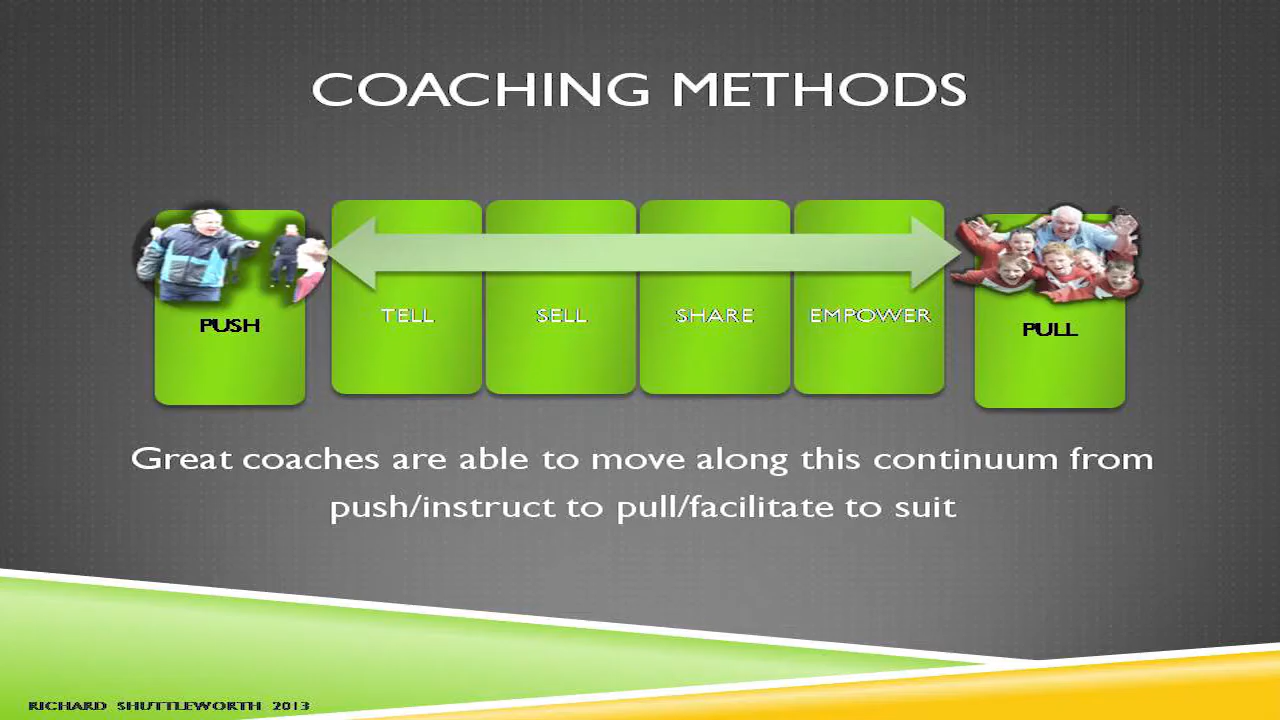 COACHING METHODS
PUSH
TELL
SELL
SHARE
EMPOWER
PULL
Great coaches are able to move along this continuum from
push/instruct to pull/facilitate to suit
RICHARD SHUTTLEWORTH 2013